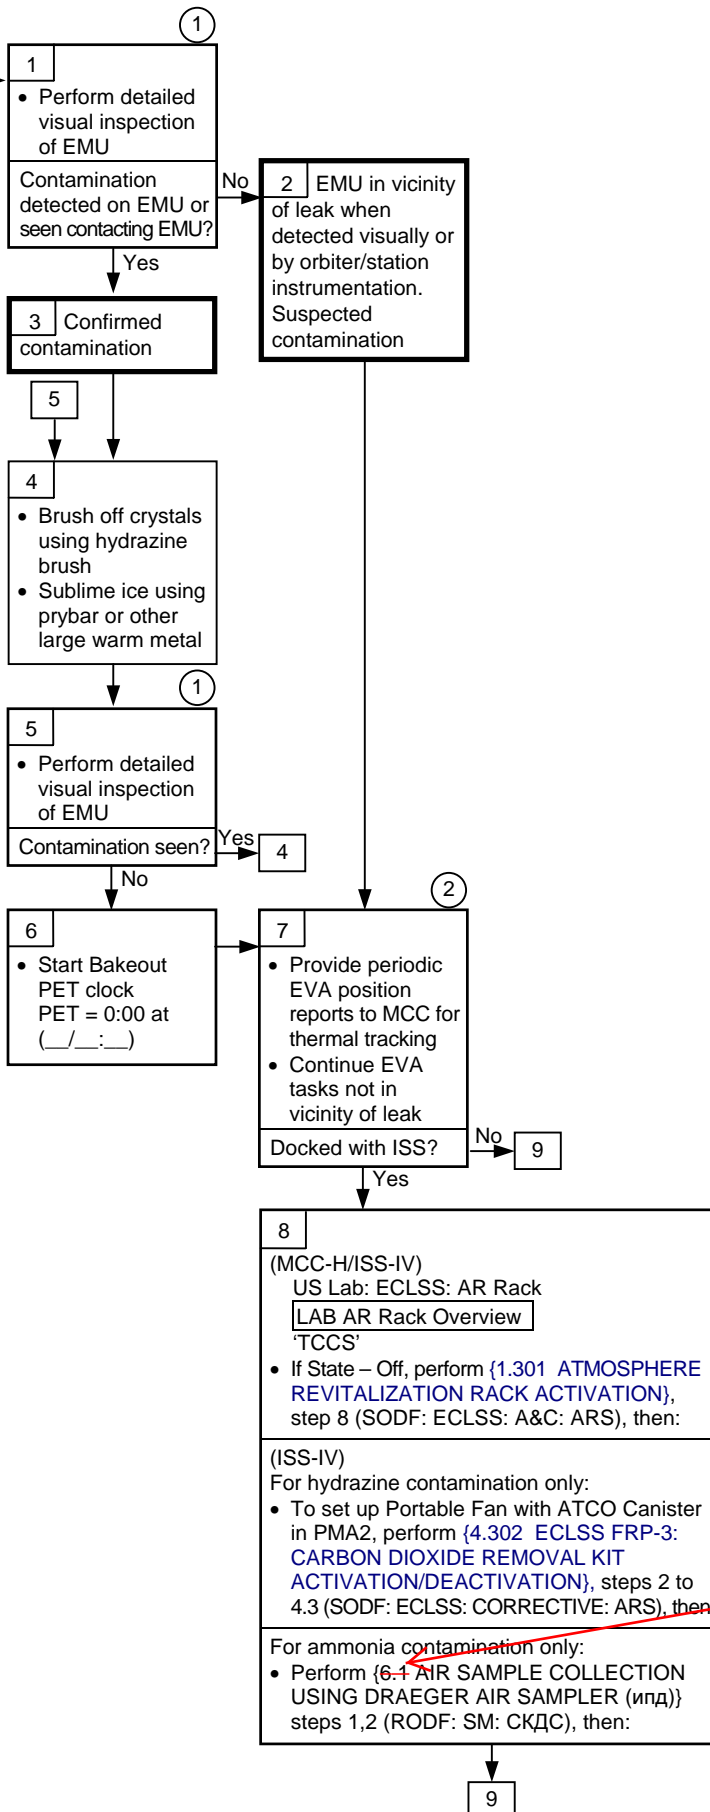 1
1
• Perform detailed
visual inspection
of EMU
Contamination
detected on EMU or
seen contacting EMU?
No
Yes
2 EMU in vicinity
of leak when
detected visually or
by orbiter/station
instrumentation.
Suspected
contamination
3 Confirmed
contamination
5
4
• Brush off crystals
using hydrazine
brush
• Sublime ice using
prybar or other
large warm metal
1
5
• Perform detailed
visual inspection
of EMU
Contamination seen?
Yes
4
No
6
• Start Bakeout
PET clock
PET = 0:00 at
(__/__:__)
2
7
• Provide periodic
EVA position
reports to MCC for
thermal tracking
• Continue EVA
tasks not in
vicinity of leak
Docked with ISS?
No
9
Yes
8
(MCC-H/ISS-IV)
US Lab: ECLSS: AR Rack
LAB AR Rack Overview
‘TCCS’
• If State – Off, perform {1.301 ATMOSPHERE
REVITALIZATION RACK ACTIVATION},
step 8 (SODF: ECLSS: A&C: ARS), then:
(ISS-IV)
For hydrazine contamination only:
• To set up Portable Fan with ATCO Canister
in PMA2, perform {4.302 ECLSS FRP-3:
CARBON DIOXIDE REMOVAL KIT
ACTIVATION/DEACTIVATION}, steps 2 to
4.3 (SODF: ECLSS: CORRECTIVE: ARS), then
For ammonia contamination only:
• Perform {6.1 AIR SAMPLE COLLECTION
USING DRAEGER AIR SAMPLER (ипд)}
steps 1,2 (RODF: SM: СКДС), then:
9